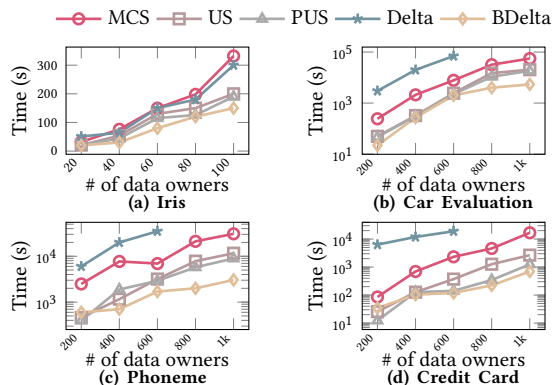 MCS US PUS Delta BDelta
Time (s)
300
200
100
0
20 40 60 80 100
# of data owners
(a) Iris
Time (s)
10^5
10^3
10^1
200 400 600 800 1k
# of data owners
(b) Car Evaluation
Time (s)
10^4
10^3
200 400 600 800 1k
# of data owners
(c) Phoneme
Time (s)
10^4
10^3
10^2
10^1
200 400 600 800 1k
# of data owners
(d) Credit Card